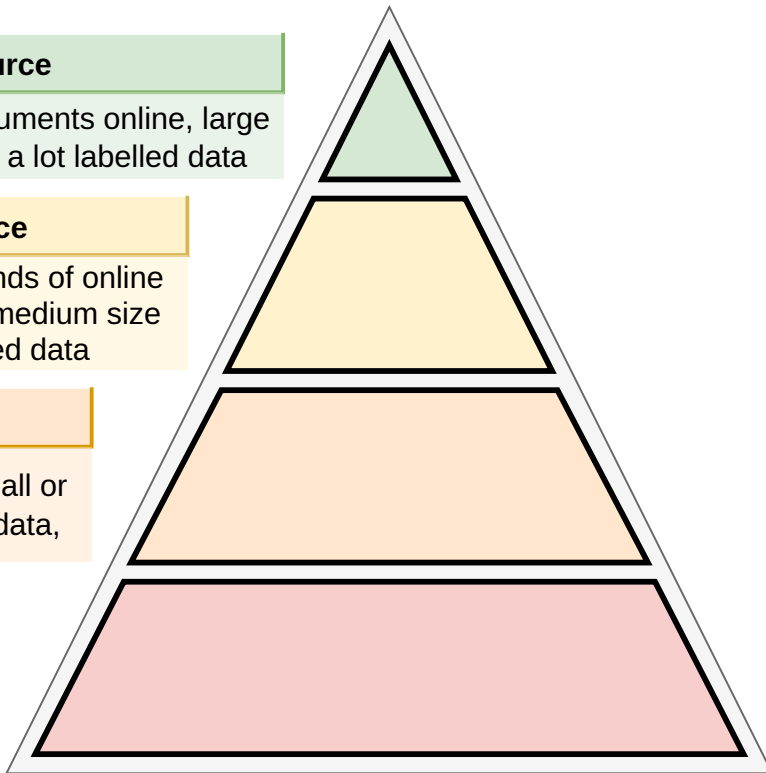 urce
uments online, large
a lot labelled data
ce
nds of online
medium size
ed data
all or
data,